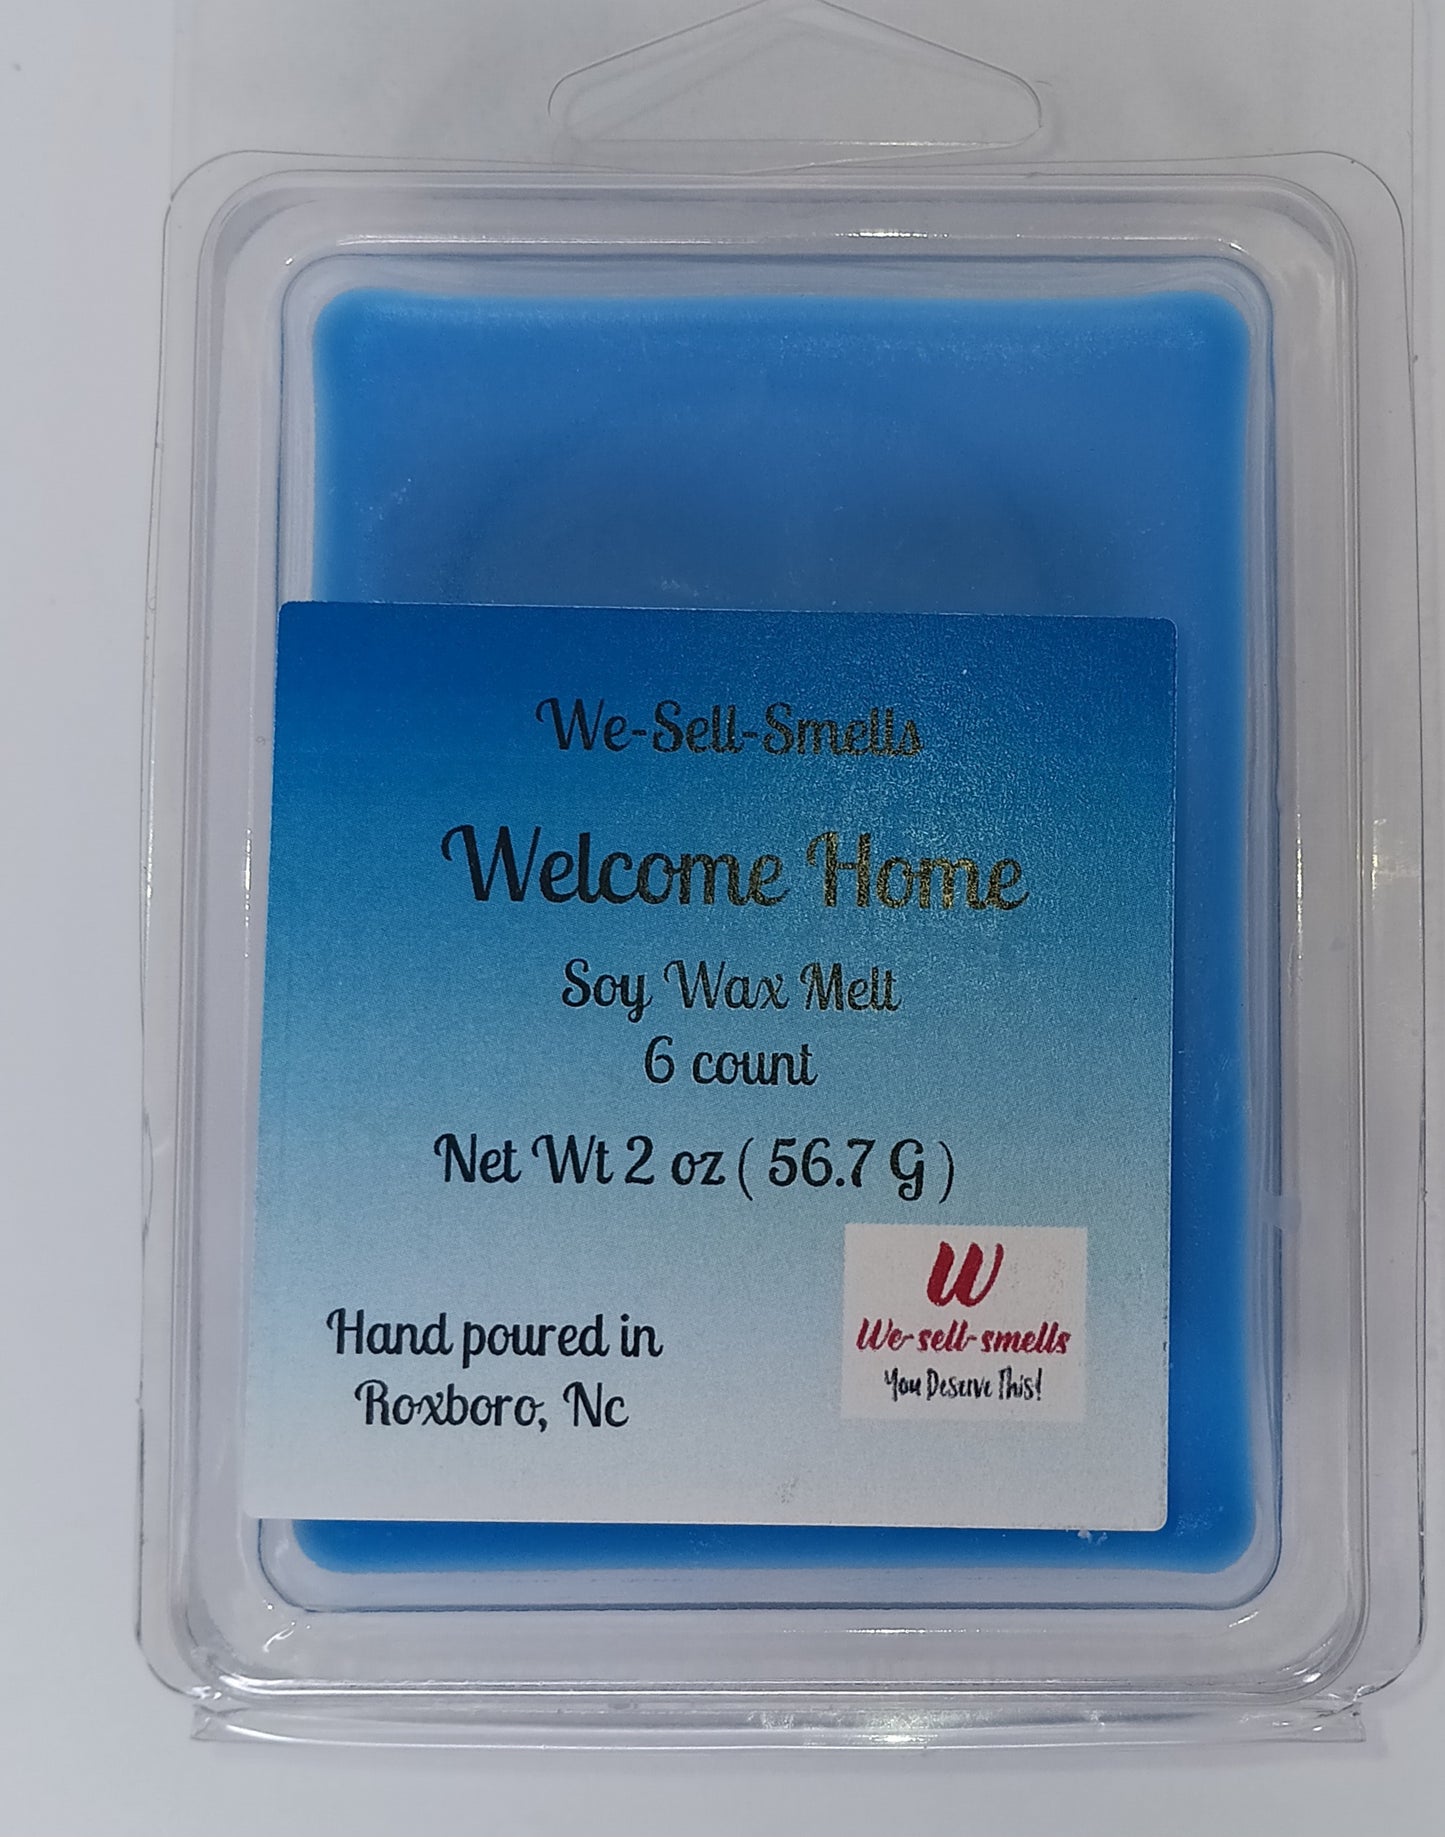 We-Sell-Smells
Welcome Home
Soy Wax Melt
6 count
Net Wt 2 oz ( 56.7 G )
Hand poured in
Roxboro, Nc
W
We-sell-smells
You Deserve This!